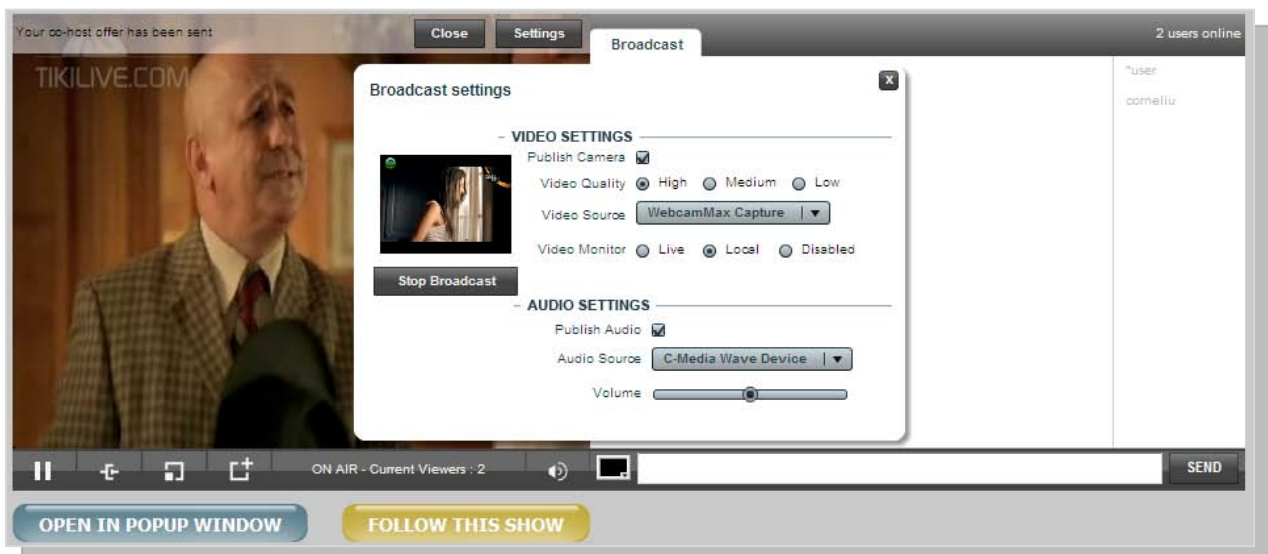 Your co-host offer has been sent
Close
Settings
Broadcast
2 users online
TIKILIVE.COM
*user
corneliu
Broadcast settings
x
VIDEO SETTINGS
Publish Camera
Video Quality High Medium Low
Video Source WebcamMax Capture
Video Monitor Live Local Disabled
Stop Broadcast
AUDIO SETTINGS
Publish Audio
Audio Source C-Media Wave Device
Volume
ON AIR - Current Viewers : 2
SEND
OPEN IN POPUP WINDOW
FOLLOW THIS SHOW